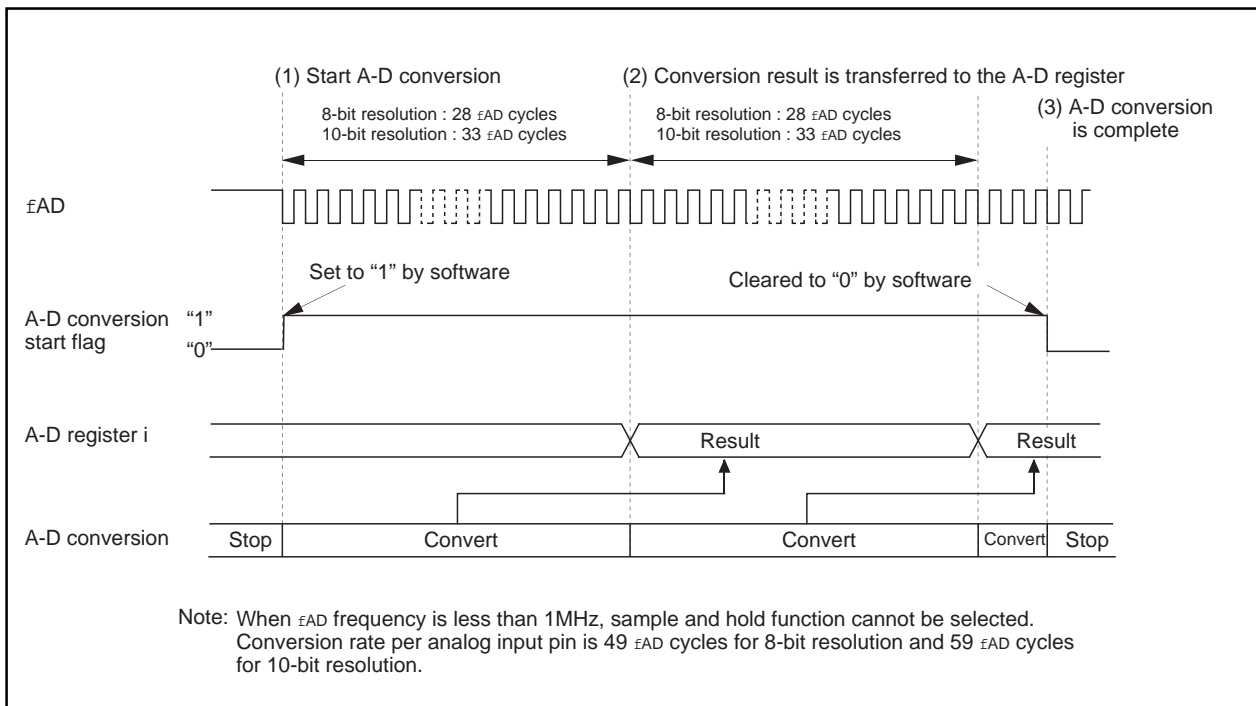 (1) Start A-D conversion
(2) Conversion result is transferred to the A-D register
8-bit resolution : 28 fAD cycles
10-bit resolution : 33 fAD cycles
8-bit resolution : 28 fAD cycles
10-bit resolution : 33 fAD cycles
(3) A-D conversion
is complete
fAD
Set to “1” by software
Cleared to “0” by software
A-D conversion
start flag
“1”
“0”
A-D register i
Result
Result
A-D conversion
Stop
Convert
Convert
Convert
Stop
Note: When fAD frequency is less than 1MHz, sample and hold function cannot be selected.
Conversion rate per analog input pin is 49 fAD cycles for 8-bit resolution and 59 fAD cycles
for 10-bit resolution.